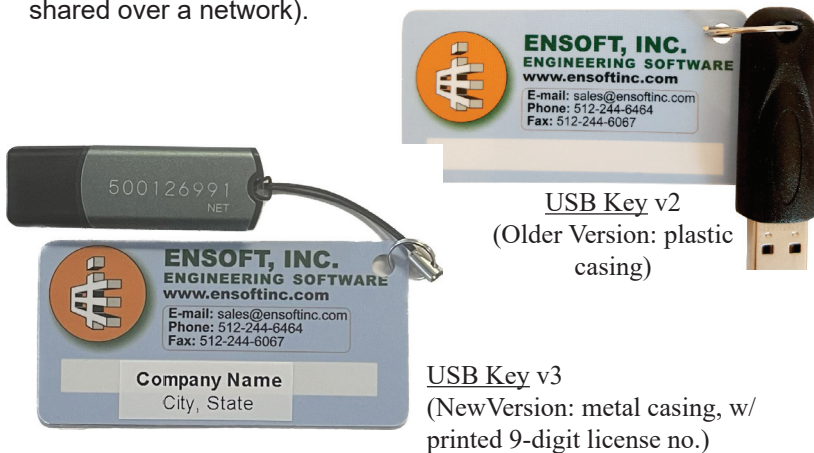 shared over a network).
ENSOFT, INC.
ENGINEERING SOFTWARE
www.ensoftinc.com
E-mail: sales@ensoftinc.com
Phone: 512-244-6464
Fax: 512-244-6067
USB Key v2
(Older Version: plastic
casing)
500126991
NET
ENSOFT, INC.
ENGINEERING SOFTWARE
www.ensoftinc.com
E-mail: sales@ensoftinc.com
Phone: 512-244-6464
Fax: 512-244-6067
Company Name
City, State
USB Key v3
(NewVersion: metal casing, w/
printed 9-digit license no.)